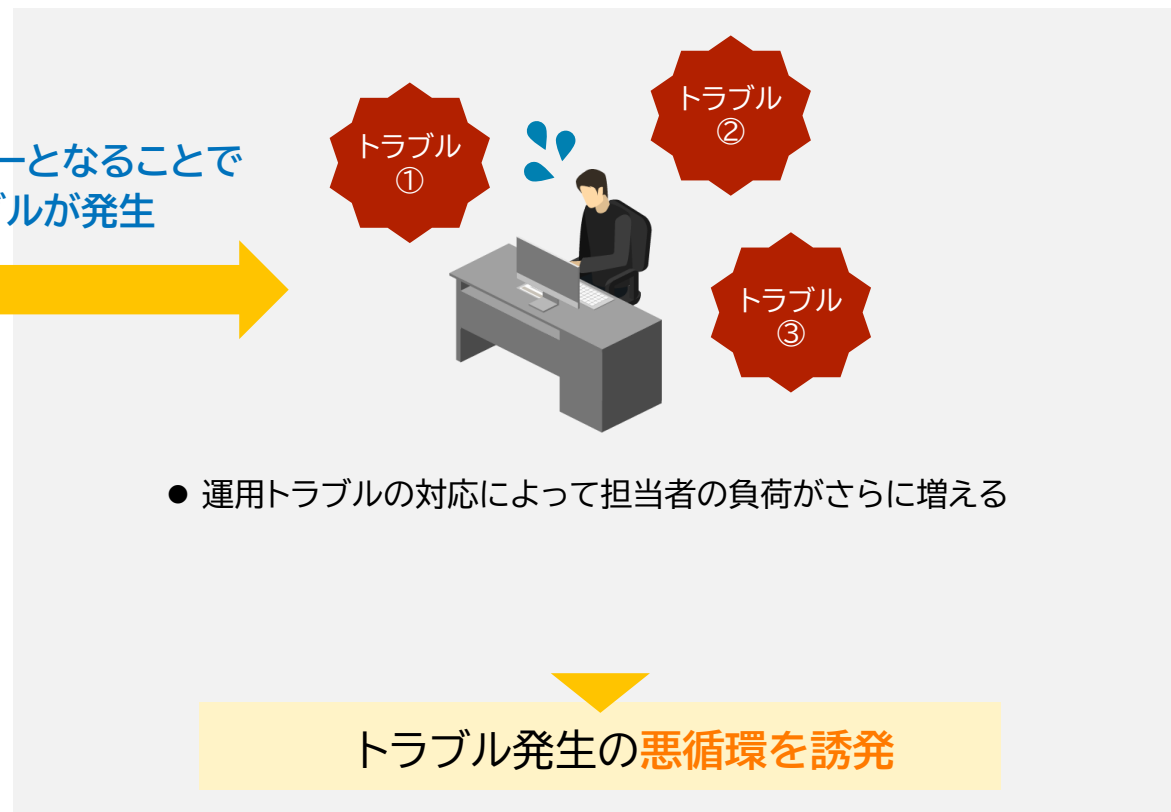 ーとなることで
ブルが発生
トラブル
①
トラブル
②
トラブル
③
● 運用トラブルの対応によって担当者の負荷がさらに増える
トラブル発生の悪循環を誘発